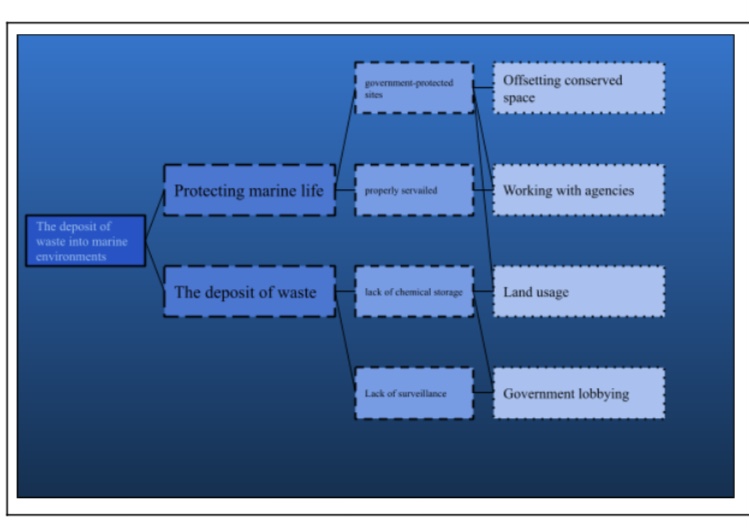 The deposit of
waste into marine
environments
Protecting marine life
The deposit of waste
government-protected
sites
properly servailed
lack of chemical storage
Lack of surveillance
Offsetting conserved
space
Working with agencies
Land usage
Government lobbying